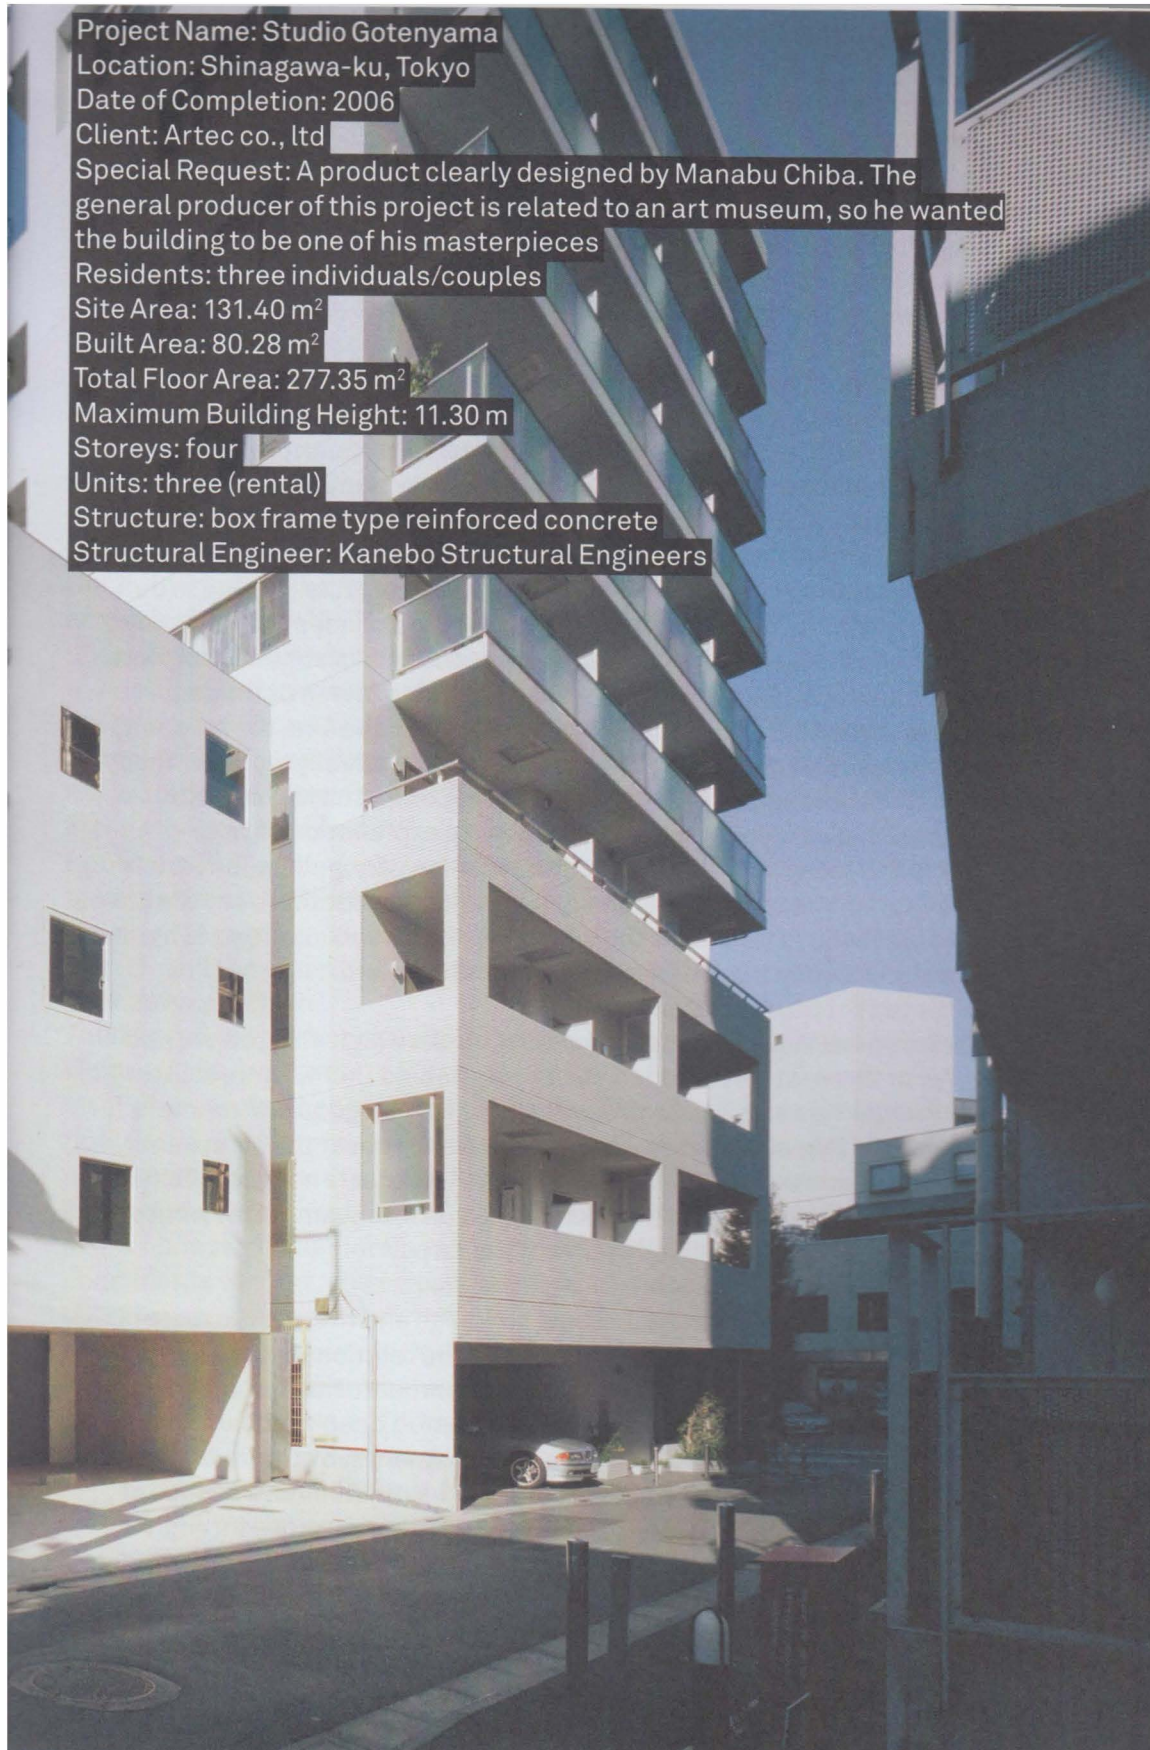 Project Name: Studio Gotenyama
Location: Shinagawa-ku, Tokyo
Date of Completion: 2006
Client: Artec co., ltd
Special Request: A product clearly designed by Manabu Chiba. The
general producer of this project is related to an art museum, so he wanted
the building to be one of his masterpieces
Residents: three individuals/couples
Site Area: 131.40 m²
Built Area: 80.28 m²
Total Floor Area: 277.35 m²
Maximum Building Height: 11.30 m
Storeys: four
Units: three (rental)
Structure: box frame type reinforced concrete
Structural Engineer: Kanebo Structural Engineers